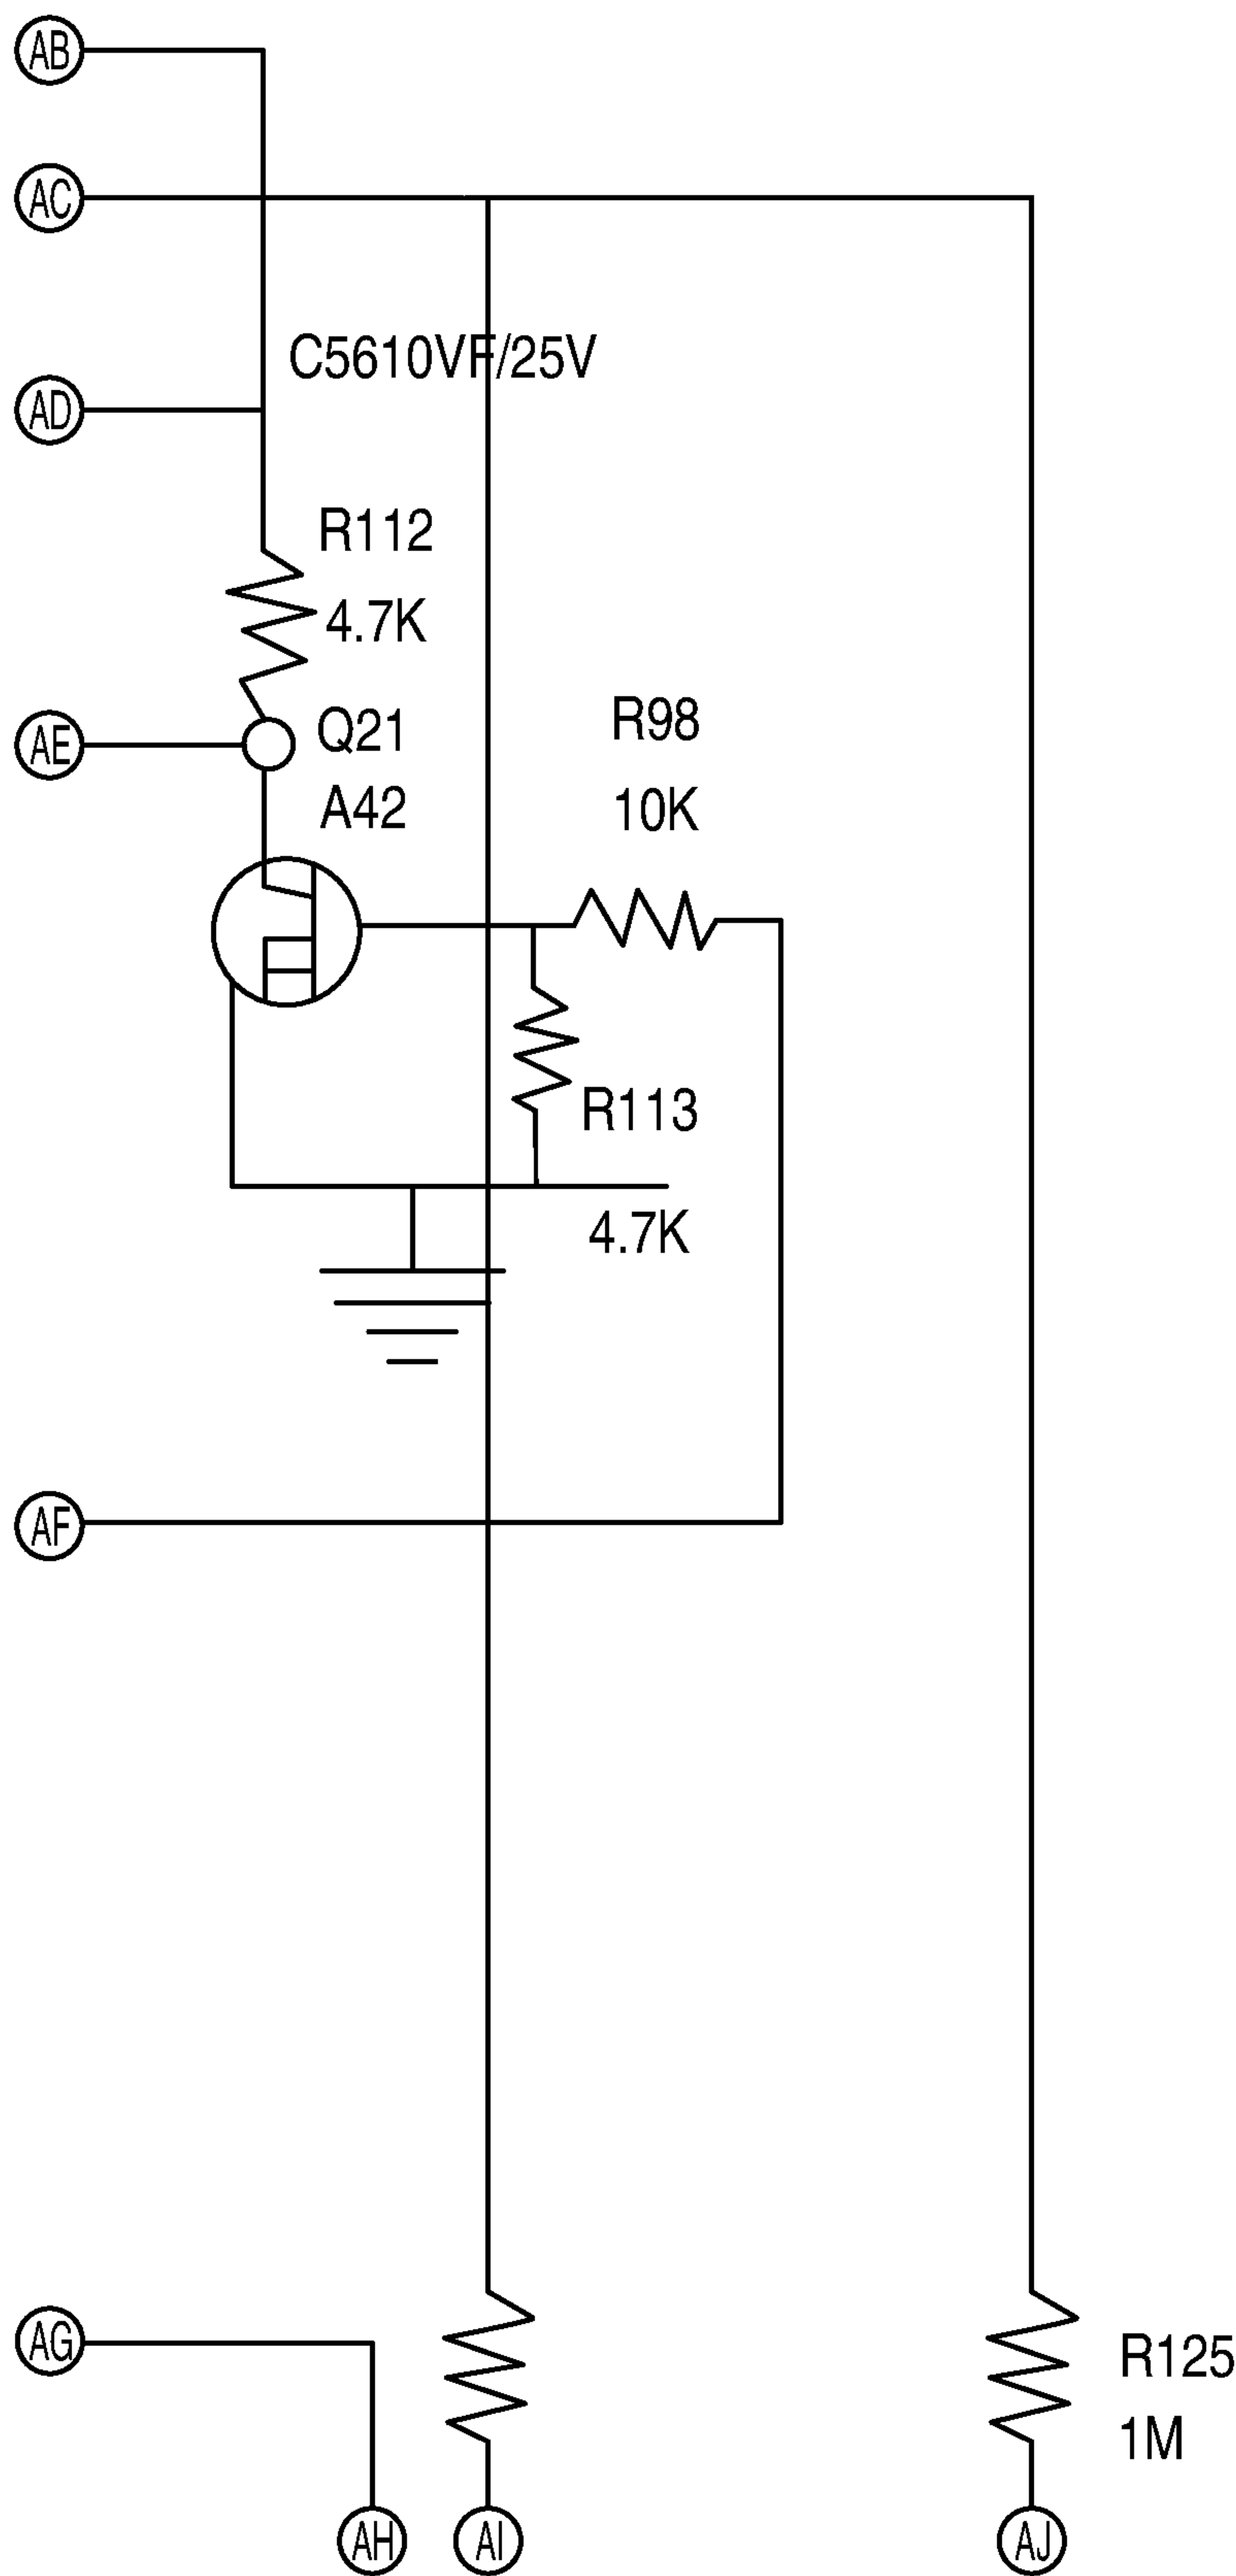 AB
AC
C5610VF/25V
AD
R112
4.7K
AE
Q21
A42
R98
10K
R113
4.7K
AF
AG
R125
1M
AH
AI
AJ